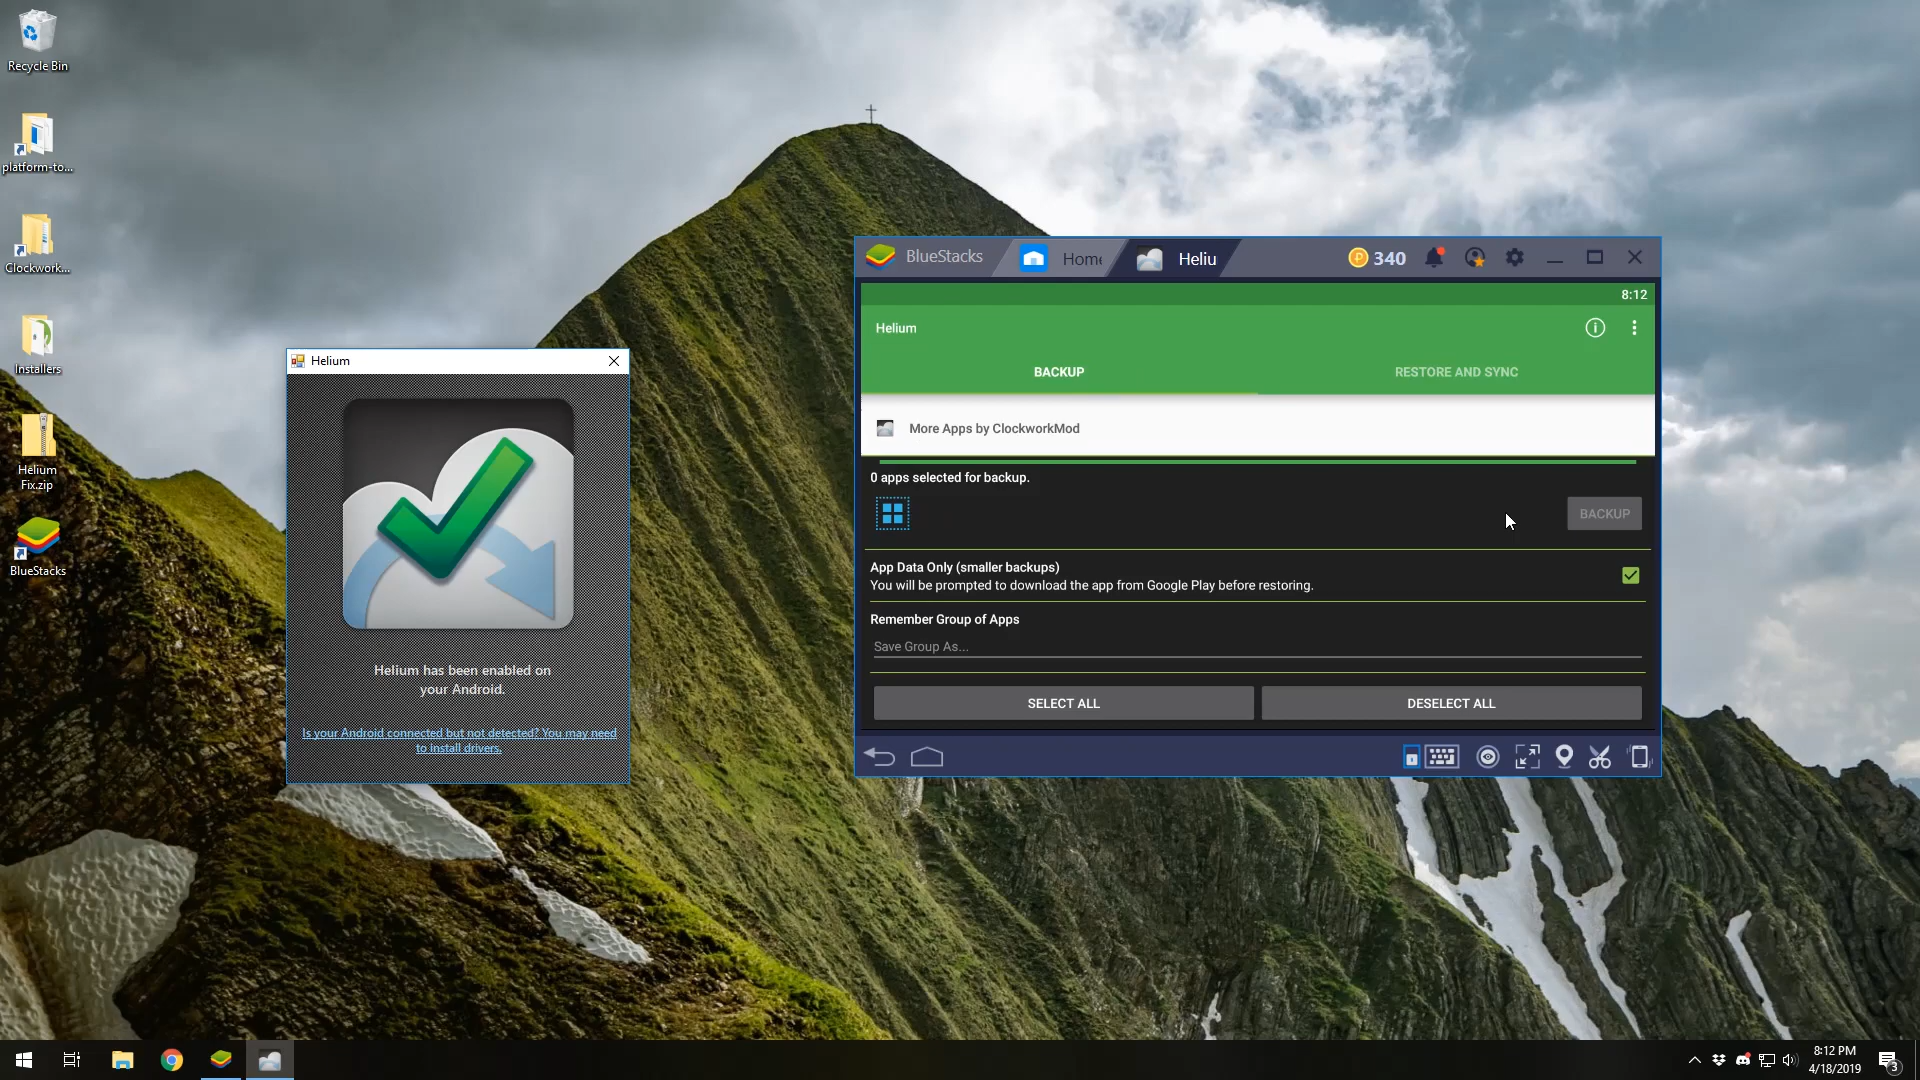 Recycle Bin
platform-to...
Clockwork...
Installers
Helium
Fix.zip
BlueStacks
Helium
Helium has been enabled on
your Android.
Is your Android connected but not detected? You may need
to install drivers.
BlueStacks
Home
Heliu
340
8:12
Helium
BACKUP
RESTORE AND SYNC
More Apps by ClockworkMod
0 apps selected for backup.
BACKUP
App Data Only (smaller backups)
You will be prompted to download the app from Google Play before restoring.
Remember Group of Apps
Save Group As...
SELECT ALL
DESELECT ALL
8:12 PM
4/18/2019
3